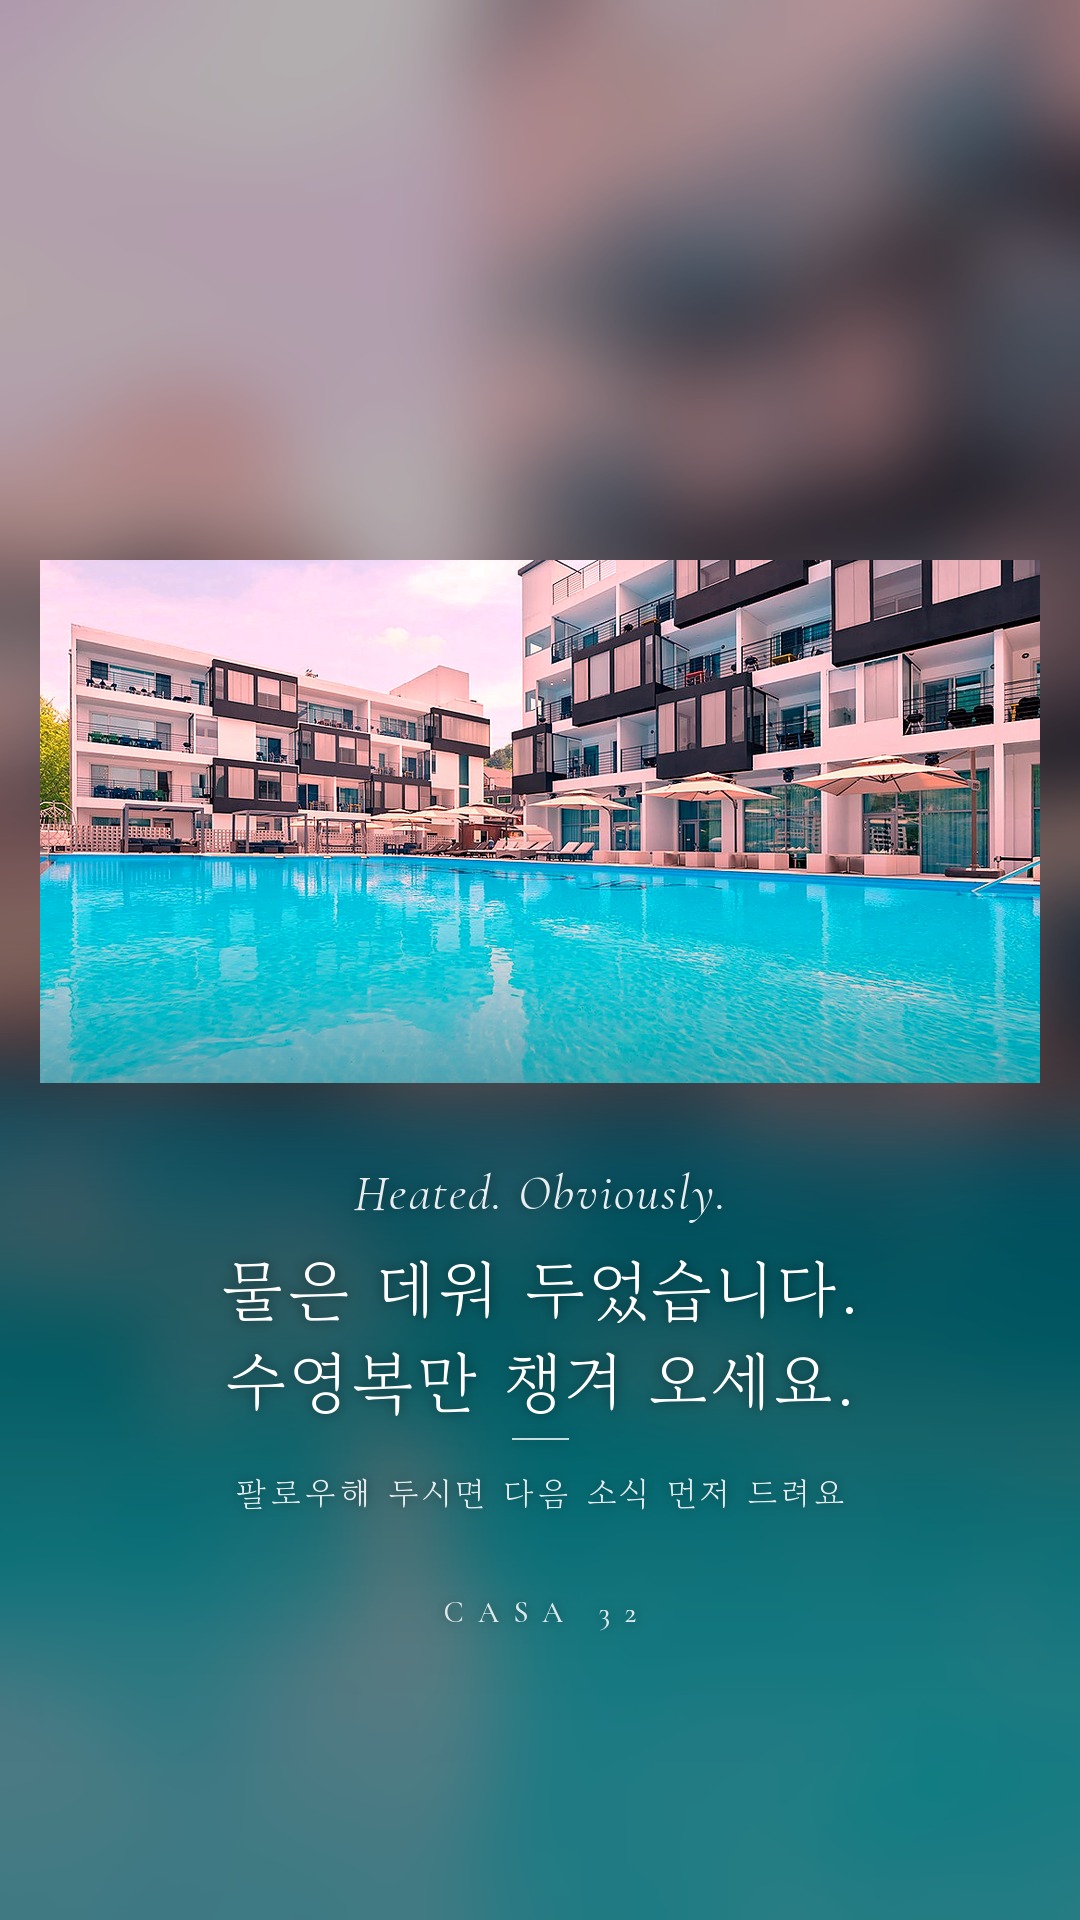 Heated. Obviously.
물은 데워 두었습니다.
수영복만 챙겨 오세요.
팔로우해 두시면 다음 소식 먼저 드려요
CASA 32